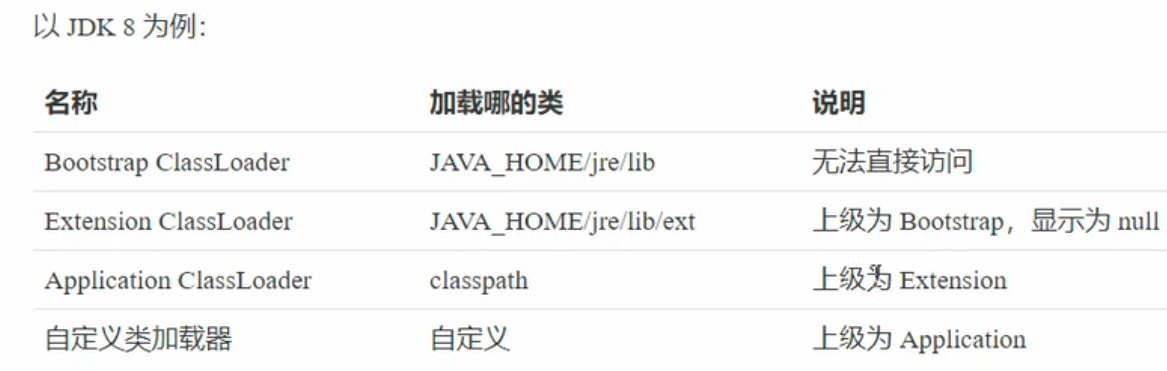 以 JDK 8 为例：
名称 加载哪的类 说明
Bootstrap ClassLoader JAVA_HOME/jre/lib 无法直接访问
Extension ClassLoader JAVA_HOME/jre/lib/ext 上级为 Bootstrap，显示为 null
Application ClassLoader classpath 上级为 Extension
自定义类加载器 自定义 上级为 Application